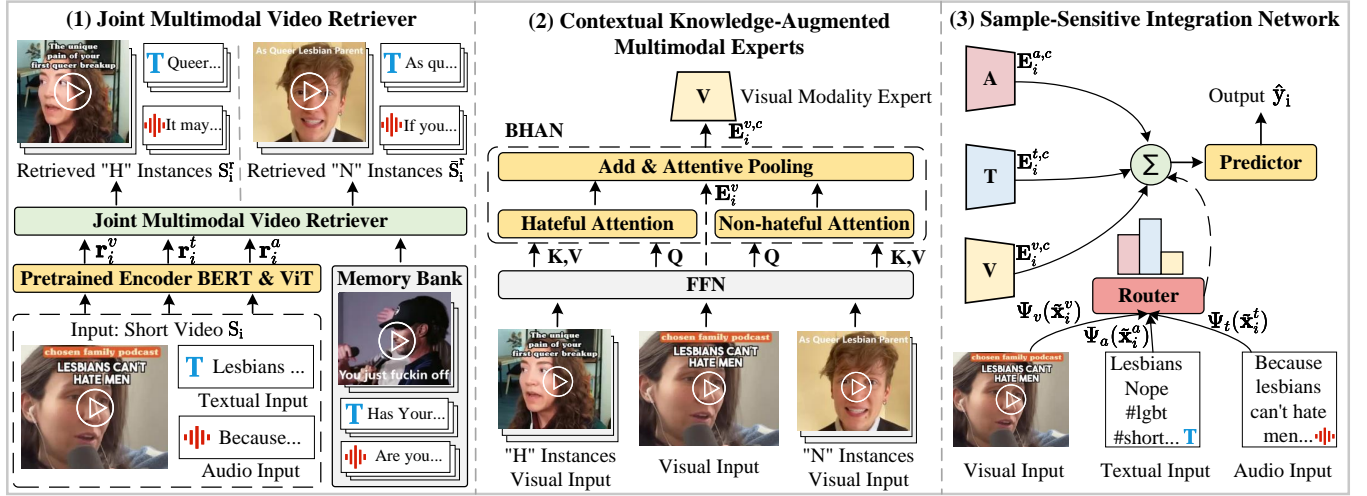 (1) Joint Multimodal Video Retriever
The unique
pain of your
first queer breakup
T Queer...
It may...
As Queer Lesbian Parent
T As qu...
If you...
Retrieved "H" Instances S_i^r
Retrieved "N" Instances S̄_i^r
Joint Multimodal Video Retriever
r_i^v
r_i^t
r_i^a
Pretrained Encoder BERT & ViT
Input: Short Video S_i
chosen family podcast
LESBIANS CAN'T
HATE MEN
T Lesbians ...
Textual Input
Because...
Audio Input
Memory Bank
You just fuckin off
T Has Your...
Are you...
(2) Contextual Knowledge-Augmented
Multimodal Experts
V
Visual Modality Expert
BHAN
E_i^{v,c}
Add & Attentive Pooling
E_i^v
Hateful Attention
Non-hateful Attention
K,V
Q
Q
K,V
FFN
The unique
pain of your
first queer breakup
chosen family podcast
LESBIANS CAN'T
HATE MEN
As Queer Lesbian Parent
"H" Instances
Visual Input
Visual Input
"N" Instances
Visual Input
(3) Sample-Sensitive Integration Network
A
E_i^{a,c}
T
E_i^{t,c}
V
E_i^{v,c}
Σ
Output ŷ_i
Predictor
Router
Ψ_v(x̃_i^v)
Ψ_a(x̃_i^a)
Ψ_t(x̃_i^t)
chosen family podcast
LESBIANS CAN'T
HATE MEN
Visual Input
Lesbians
Nope
#lgbt
#short... T
Textual Input
Because
lesbians
can't hate
men...
Audio Input